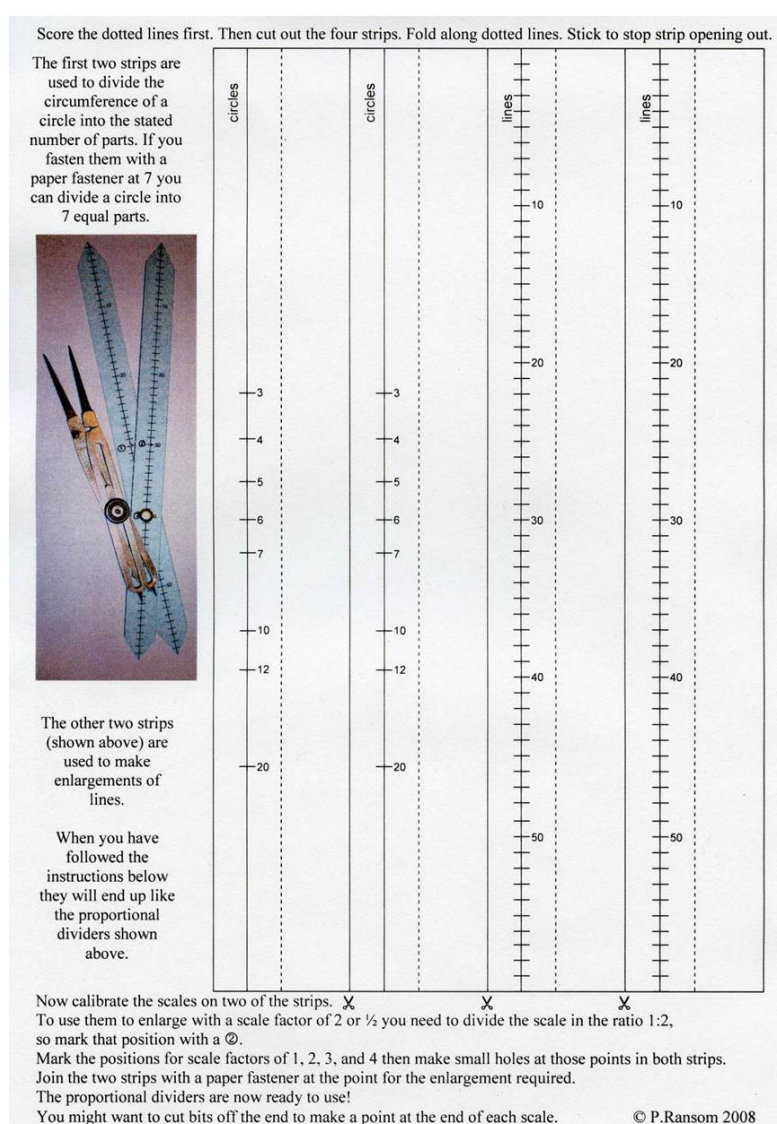 Score the dotted lines first. Then cut out the four strips. Fold along dotted lines. Stick to stop strip opening out.
The first two strips are
used to divide the
circumference of a
circle into the stated
number of parts. If you
fasten them with a
paper fastener at 7 you
can divide a circle into
7 equal parts.
The other two strips
(shown above) are
used to make
enlargements of
lines.
When you have
followed the
instructions below
they will end up like
the proportional
dividers shown
above.
circles
3
4
5
6
7
10
12
20
circles
3
4
5
6
7
10
12
20
lines
10
20
30
40
50
lines
10
20
30
40
50
Now calibrate the scales on two of the strips.
To use them to enlarge with a scale factor of 2 or ½ you need to divide the scale in the ratio 1:2,
so mark that position with a ②.
Mark the positions for scale factors of 1, 2, 3, and 4 then make small holes at those points in both strips.
Join the two strips with a paper fastener at the point for the enlargement required.
The proportional dividers are now ready to use!
You might want to cut bits off the end to make a point at the end of each scale.
© P.Ransom 2008